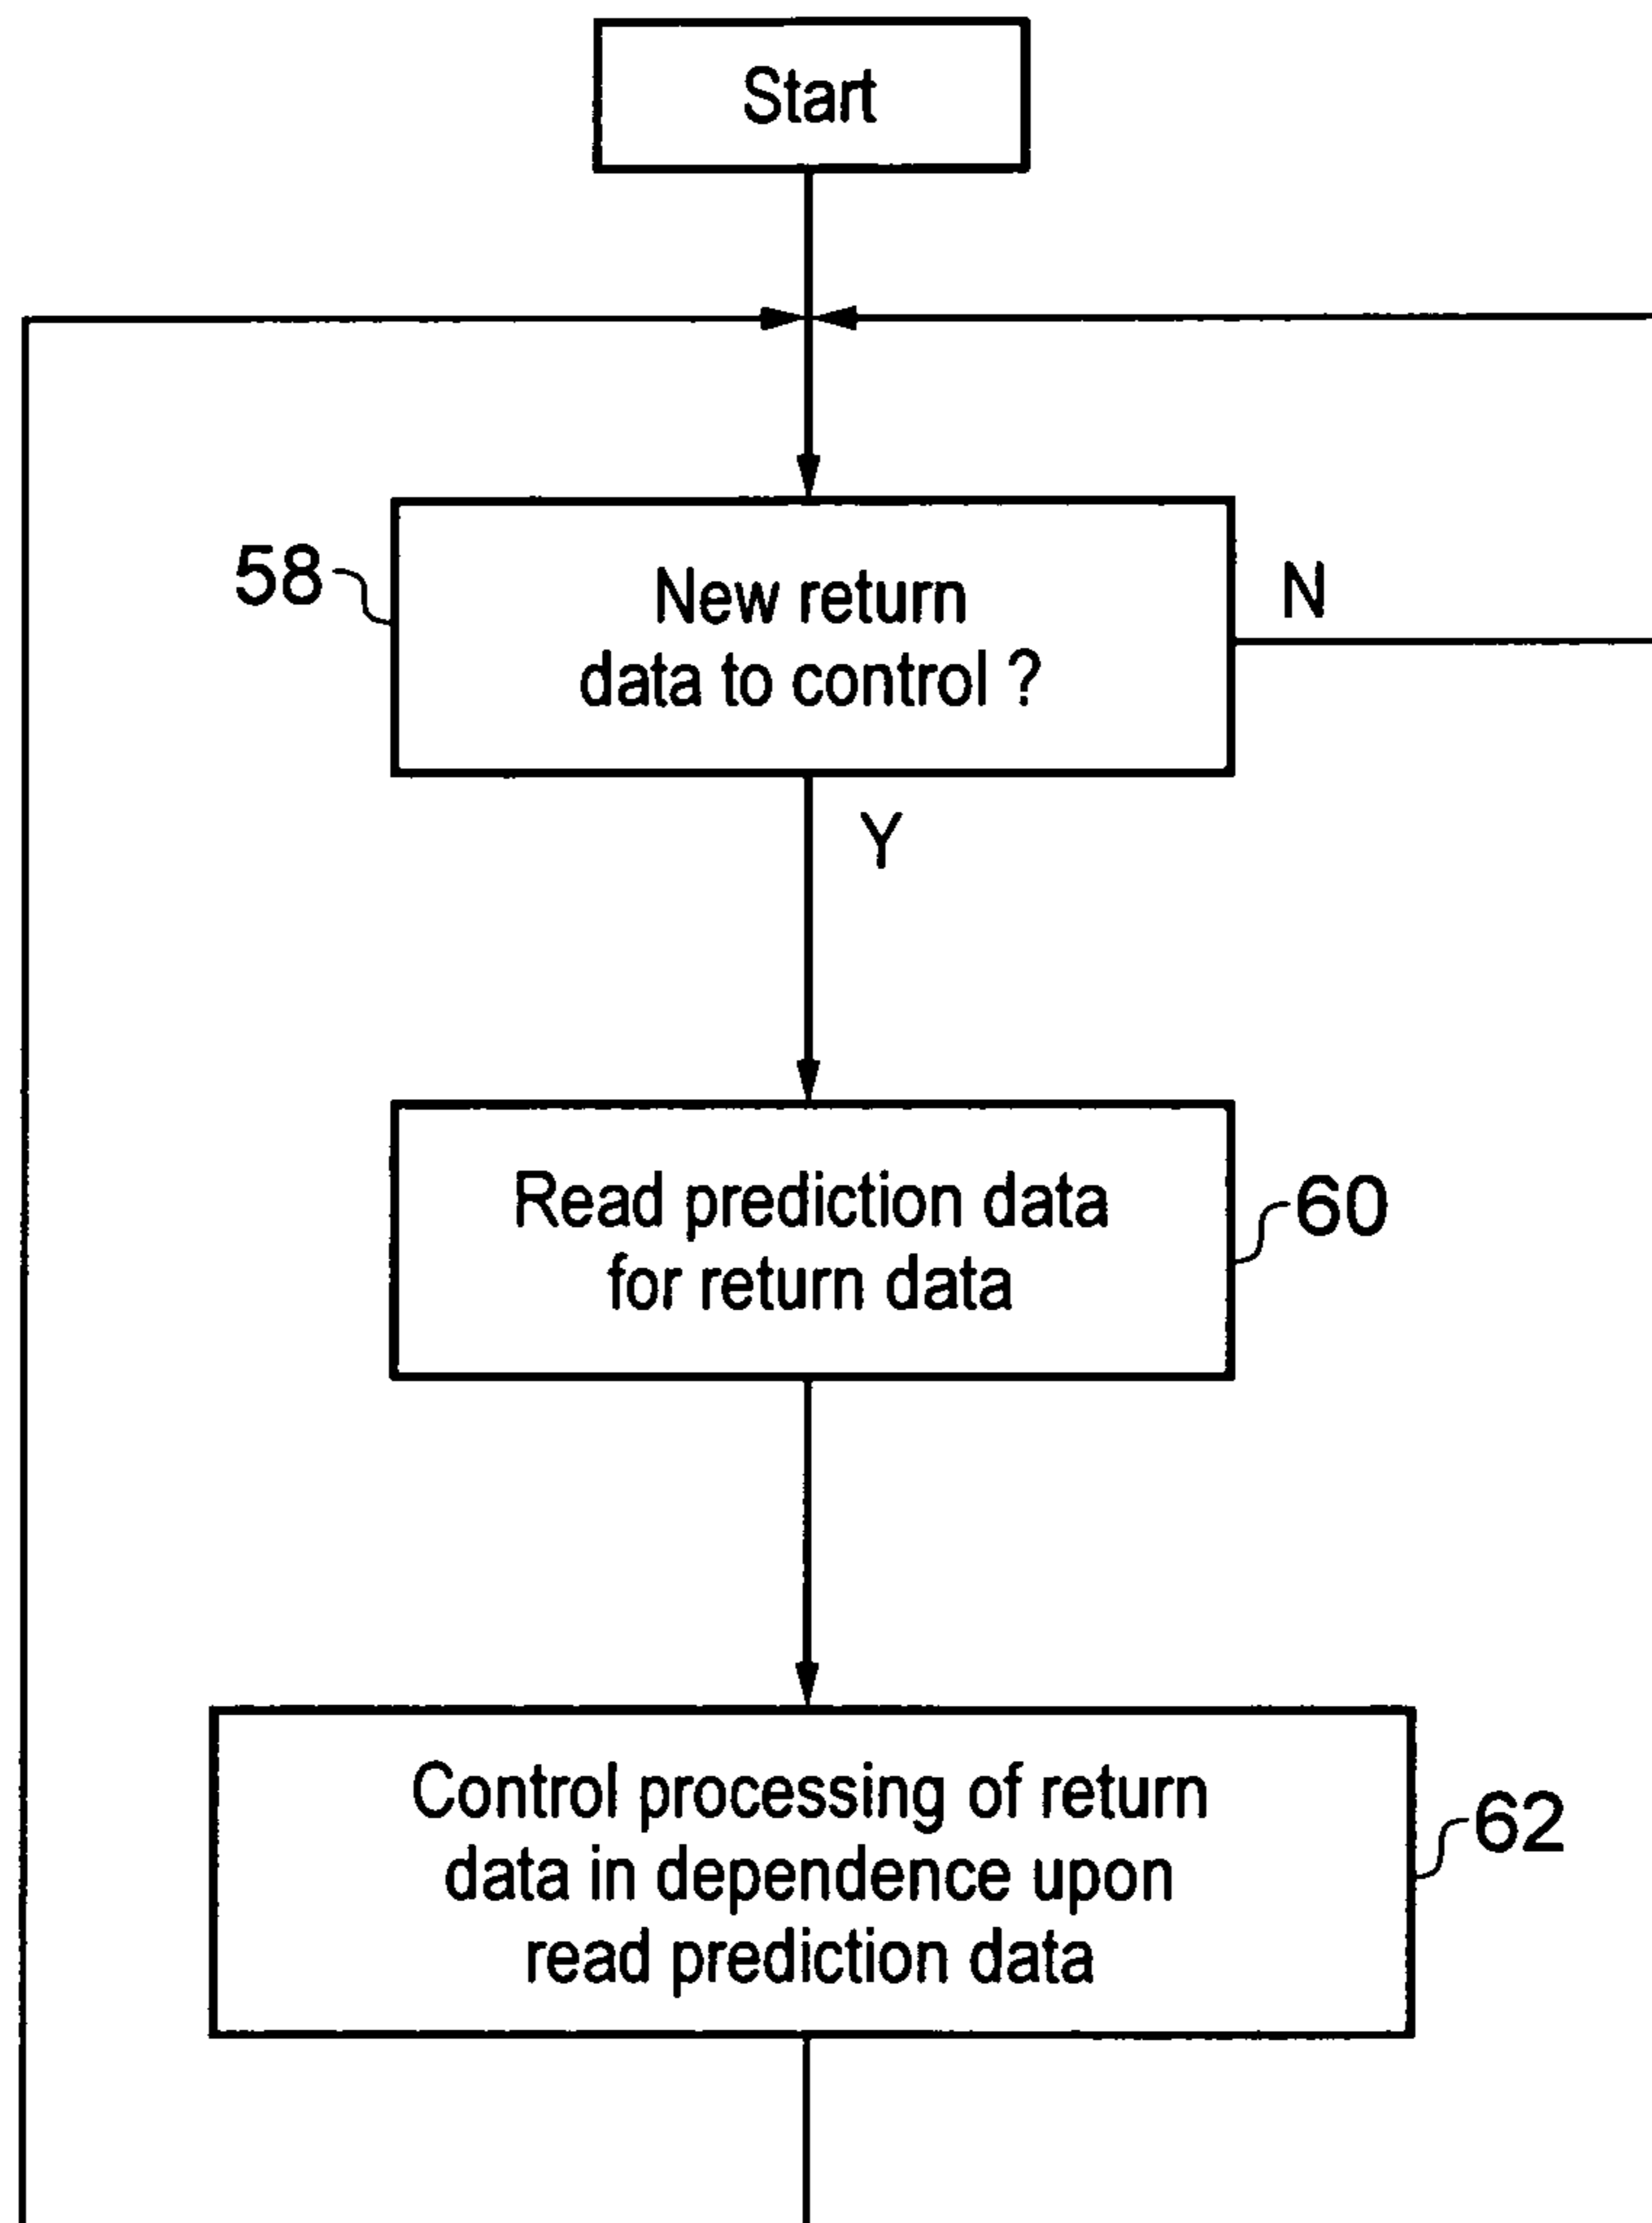 Start
58
New return
data to control ?
N
Y
Read prediction data
for return data
60
Control processing of return
data in dependence upon
read prediction data
62